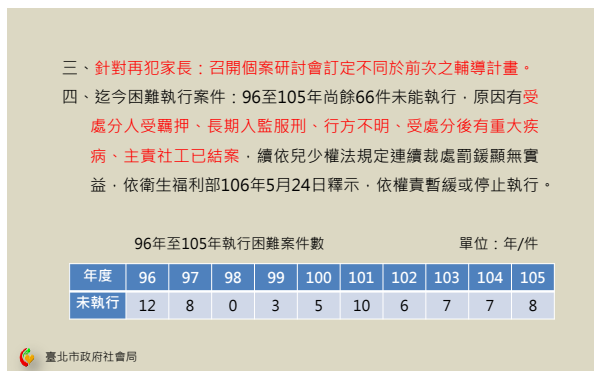 三、針對再犯家長：召開個案研討會訂定不同於前次之輔導計畫。
四、迄今困難執行案件：96至105年尚餘66件未能執行，原因有受
處分人受羈押、長期入監服刑、行方不明、受處分後有重大疾
病、主責社工已結案，續依兒少權法規定連續裁處罰鍰顯無實
益，依衛生福利部106年5月24日釋示，依權責暫緩或停止執行。
96年至105年執行困難案件數 單位：年/件
年度 96 97 98 99 100 101 102 103 104 105
未執行 12 8 0 3 5 10 6 7 7 8
臺北市政府社會局